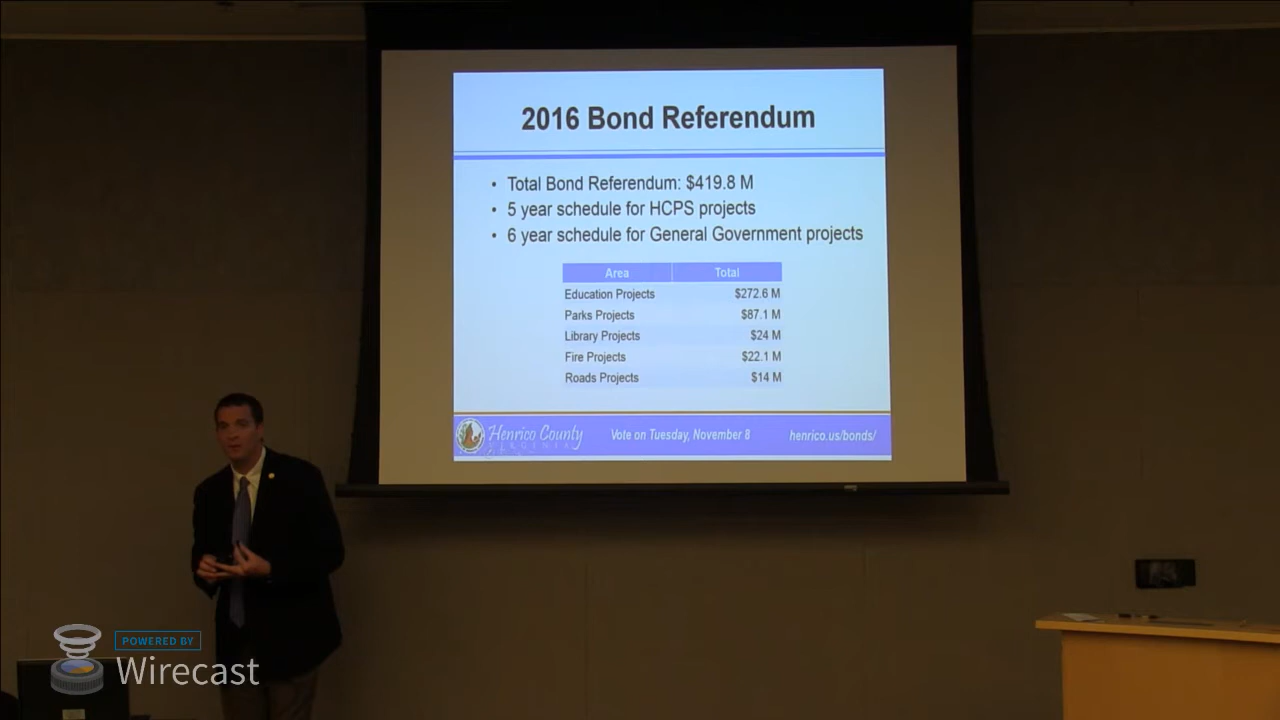 2016 Bond Referendum
• Total Bond Referendum: $419.8 M
• 5 year schedule for HCPS projects
• 6 year schedule for General Government projects
Area Total
Education Projects $272.6 M
Parks Projects $87.1 M
Library Projects $24 M
Fire Projects $22.1 M
Roads Projects $14 M
Henrico County Vote on Tuesday, November 8 henrico.us/bonds/
VIRGINIA
POWERED BY
Wirecast